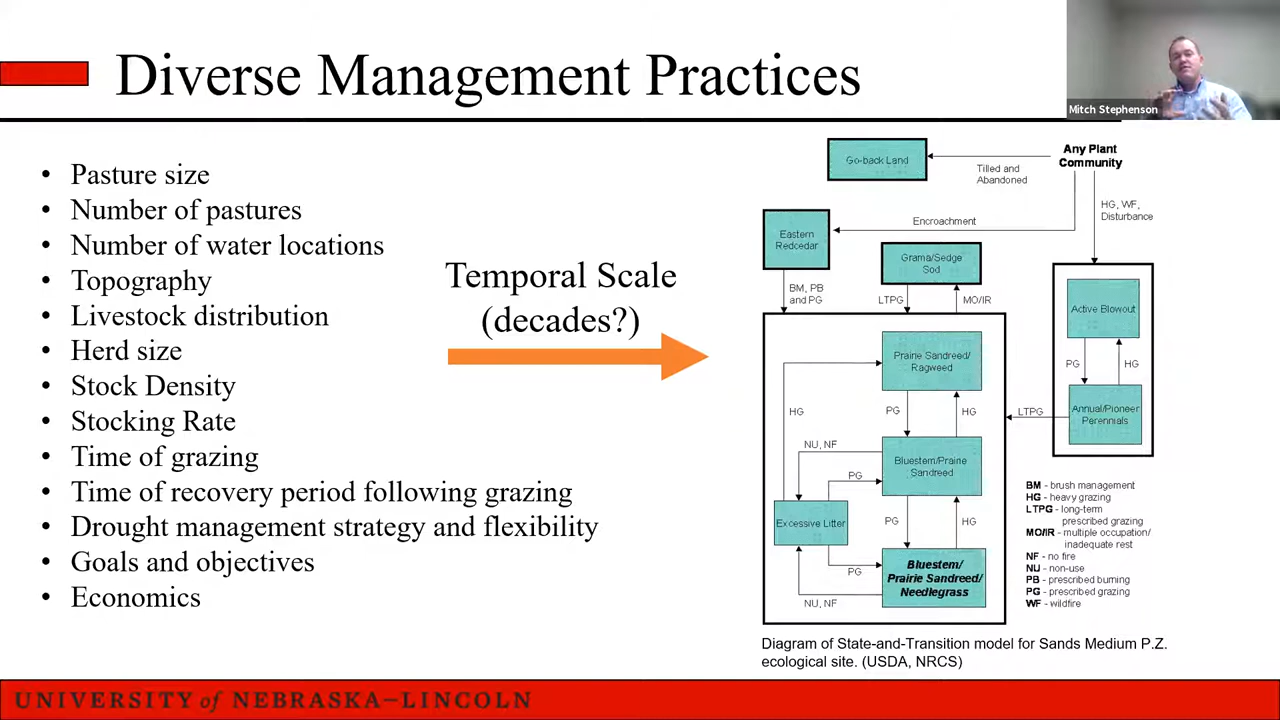 Diverse Management Practices
Mitch Stephenson
• Pasture size
• Number of pastures
• Number of water locations
• Topography
• Livestock distribution
• Herd size
• Stock Density
• Stocking Rate
• Time of grazing
• Time of recovery period following grazing
• Drought management strategy and flexibility
• Goals and objectives
• Economics
Temporal Scale
(decades?)
Go-back Land
Tilled and
Abandoned
Any Plant
Community
HG, WF,
Disturbance
Encroachment
Eastern
Redcedar
BM, PB
and PG
Grama/Sedge
Sod
LTPG
MO/IR
Active Blowout
PG
HG
Annual/Pioneer
Perennials
LTPG
Prairie Sandreed/
Ragweed
HG
PG
HG
NU, NF
Bluestem/Praine
Sandreed
PG
Excessive Litter
PG
HG
PG
Bluestem/
Prairie Sandreed/
Needlegrass
NU, NF
BM - brush management
HG - heavy grazing
LTPG - long-term
prescribed grazing
MO/IR - multiple occupation/
inadequate rest
NF - no fire
NU - non-use
PB - prescribed burning
PG - prescribed grazing
WF - wildfire
Diagram of State-and-Transition model for Sands Medium P.Z.
ecological site. (USDA, NRCS)
UNIVERSITY of NEBRASKA–LINCOLN